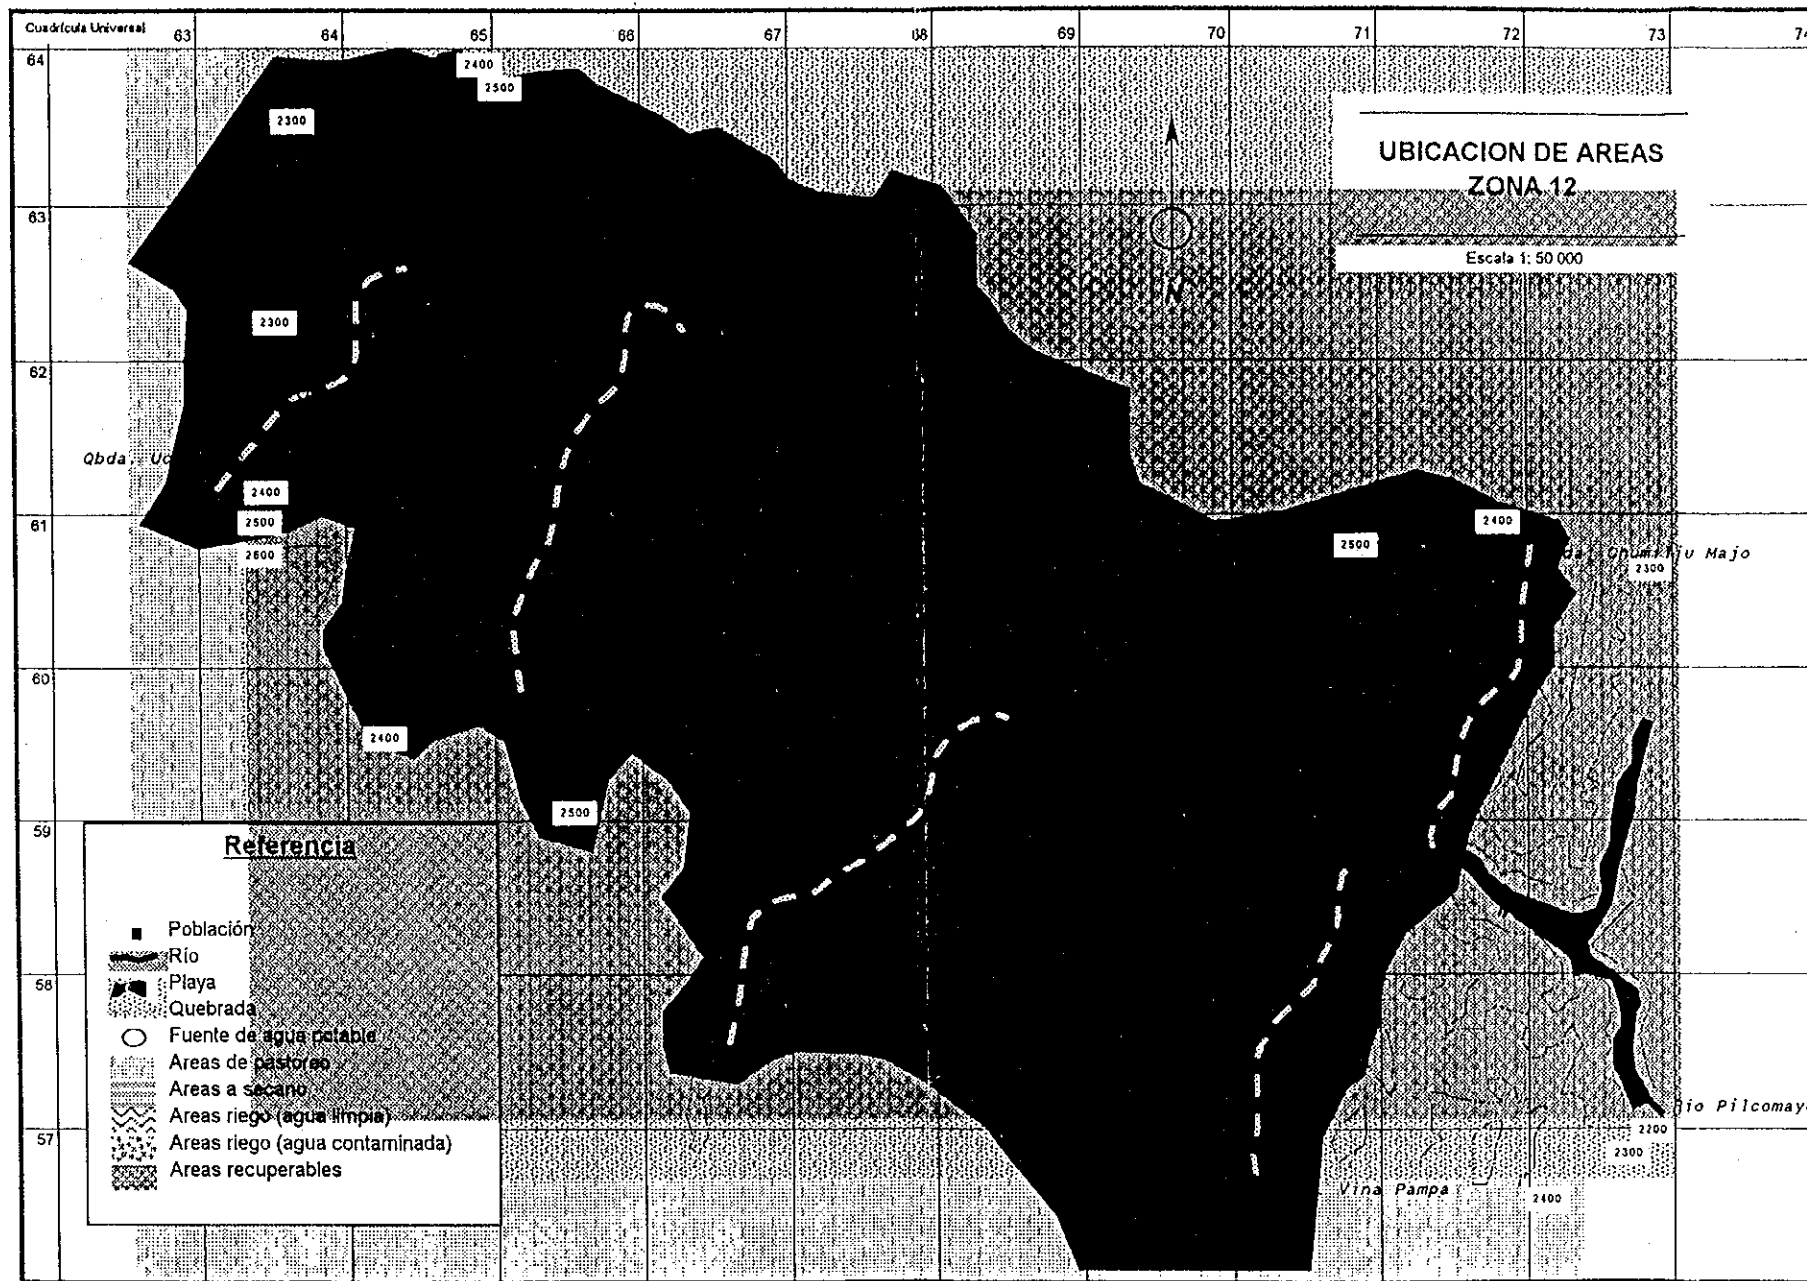 Cuadrícula Universal
63 64 65 66 67 68 69 70 71 72 73 74
64
2400
2500
2300
UBICACION DE AREAS
ZONA 12
63
Escala 1: 50 000
N
2300
62
Qbda.
2400
61
2500
2400
2500
2600
Majo
2300
60
2400
2500
59
Referencia
Población
Río
58
Playa
Quebrada
Fuente de agua potable
Areas de pastoreo
Areas a secano
Areas riego (agua limpia)
Pilcomayo
57
2200
Areas riego (agua contaminada)
2300
Areas recuperables
Viña Pampa
2400